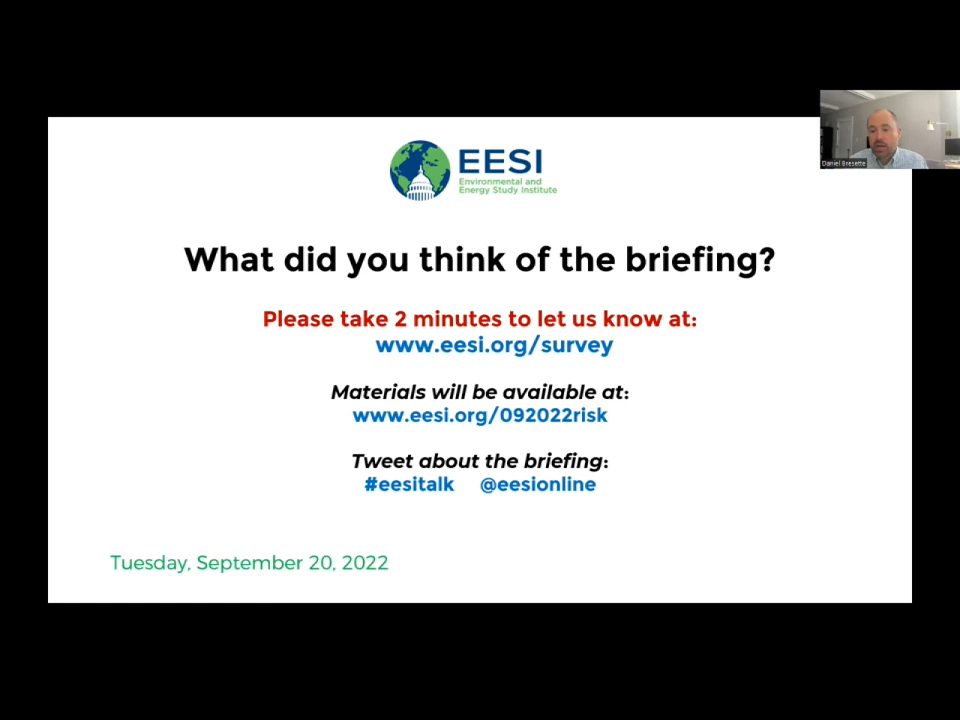 EESI
Environmental and
Energy Study Institute
Daniel Bresette
What did you think of the briefing?
Please take 2 minutes to let us know at:
www.eesi.org/survey
Materials will be available at:
www.eesi.org/092022risk
Tweet about the briefing:
#eesitalk @eesionline
Tuesday, September 20, 2022